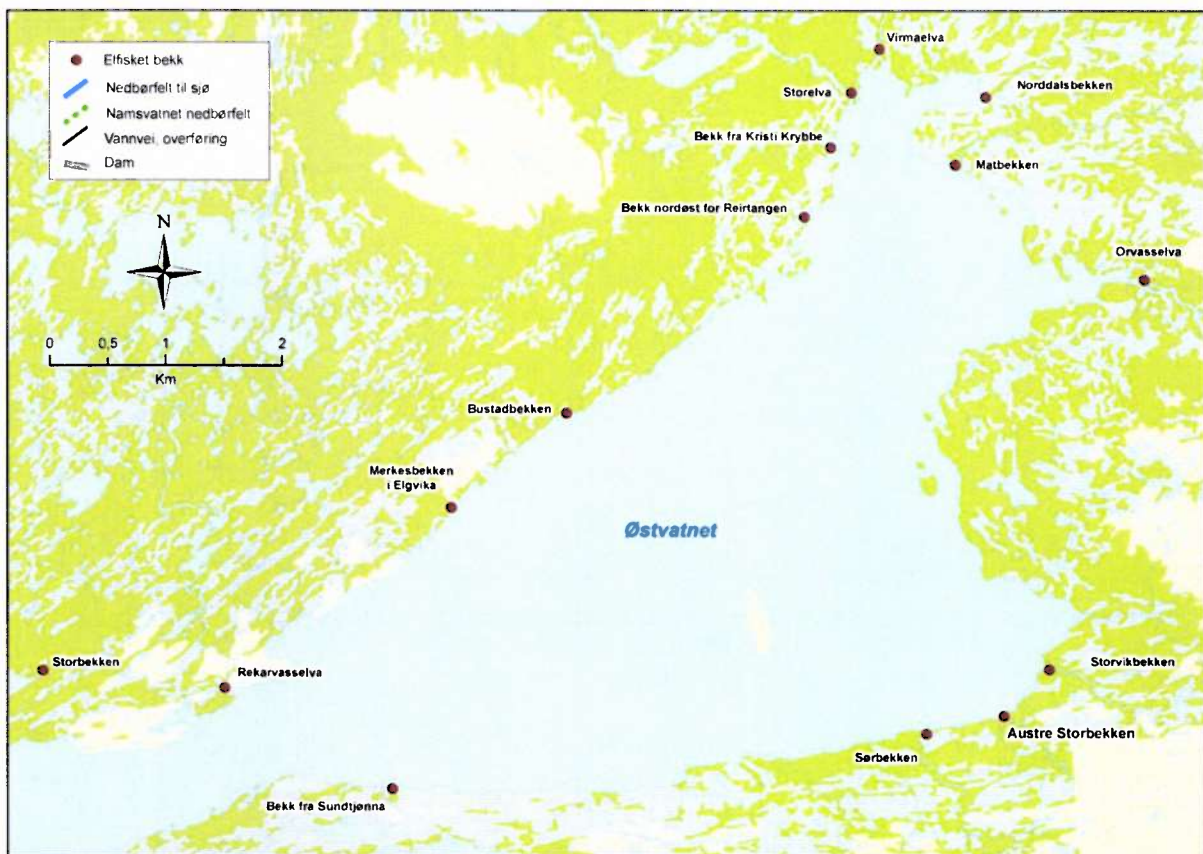 Elfisket bekk
Nedbørfelt til sjø
Namsvatnet nedbørfelt
Vannvei, overføring
Dam
N
0 0,5 1 2
Km
Virmaelva
Storelva
Norddalsbekken
Bekk fra Kristi Krybbe
Matbekken
Bekk nordøst for Reirtangen
Orvasselva
Bustadbekken
Merkesbekken
i Elgvika
Østvatnet
Storbekken
Rekarvasselva
Storvikbekken
Austre Storbekken
Sørbekken
Bekk fra Sundtjønna